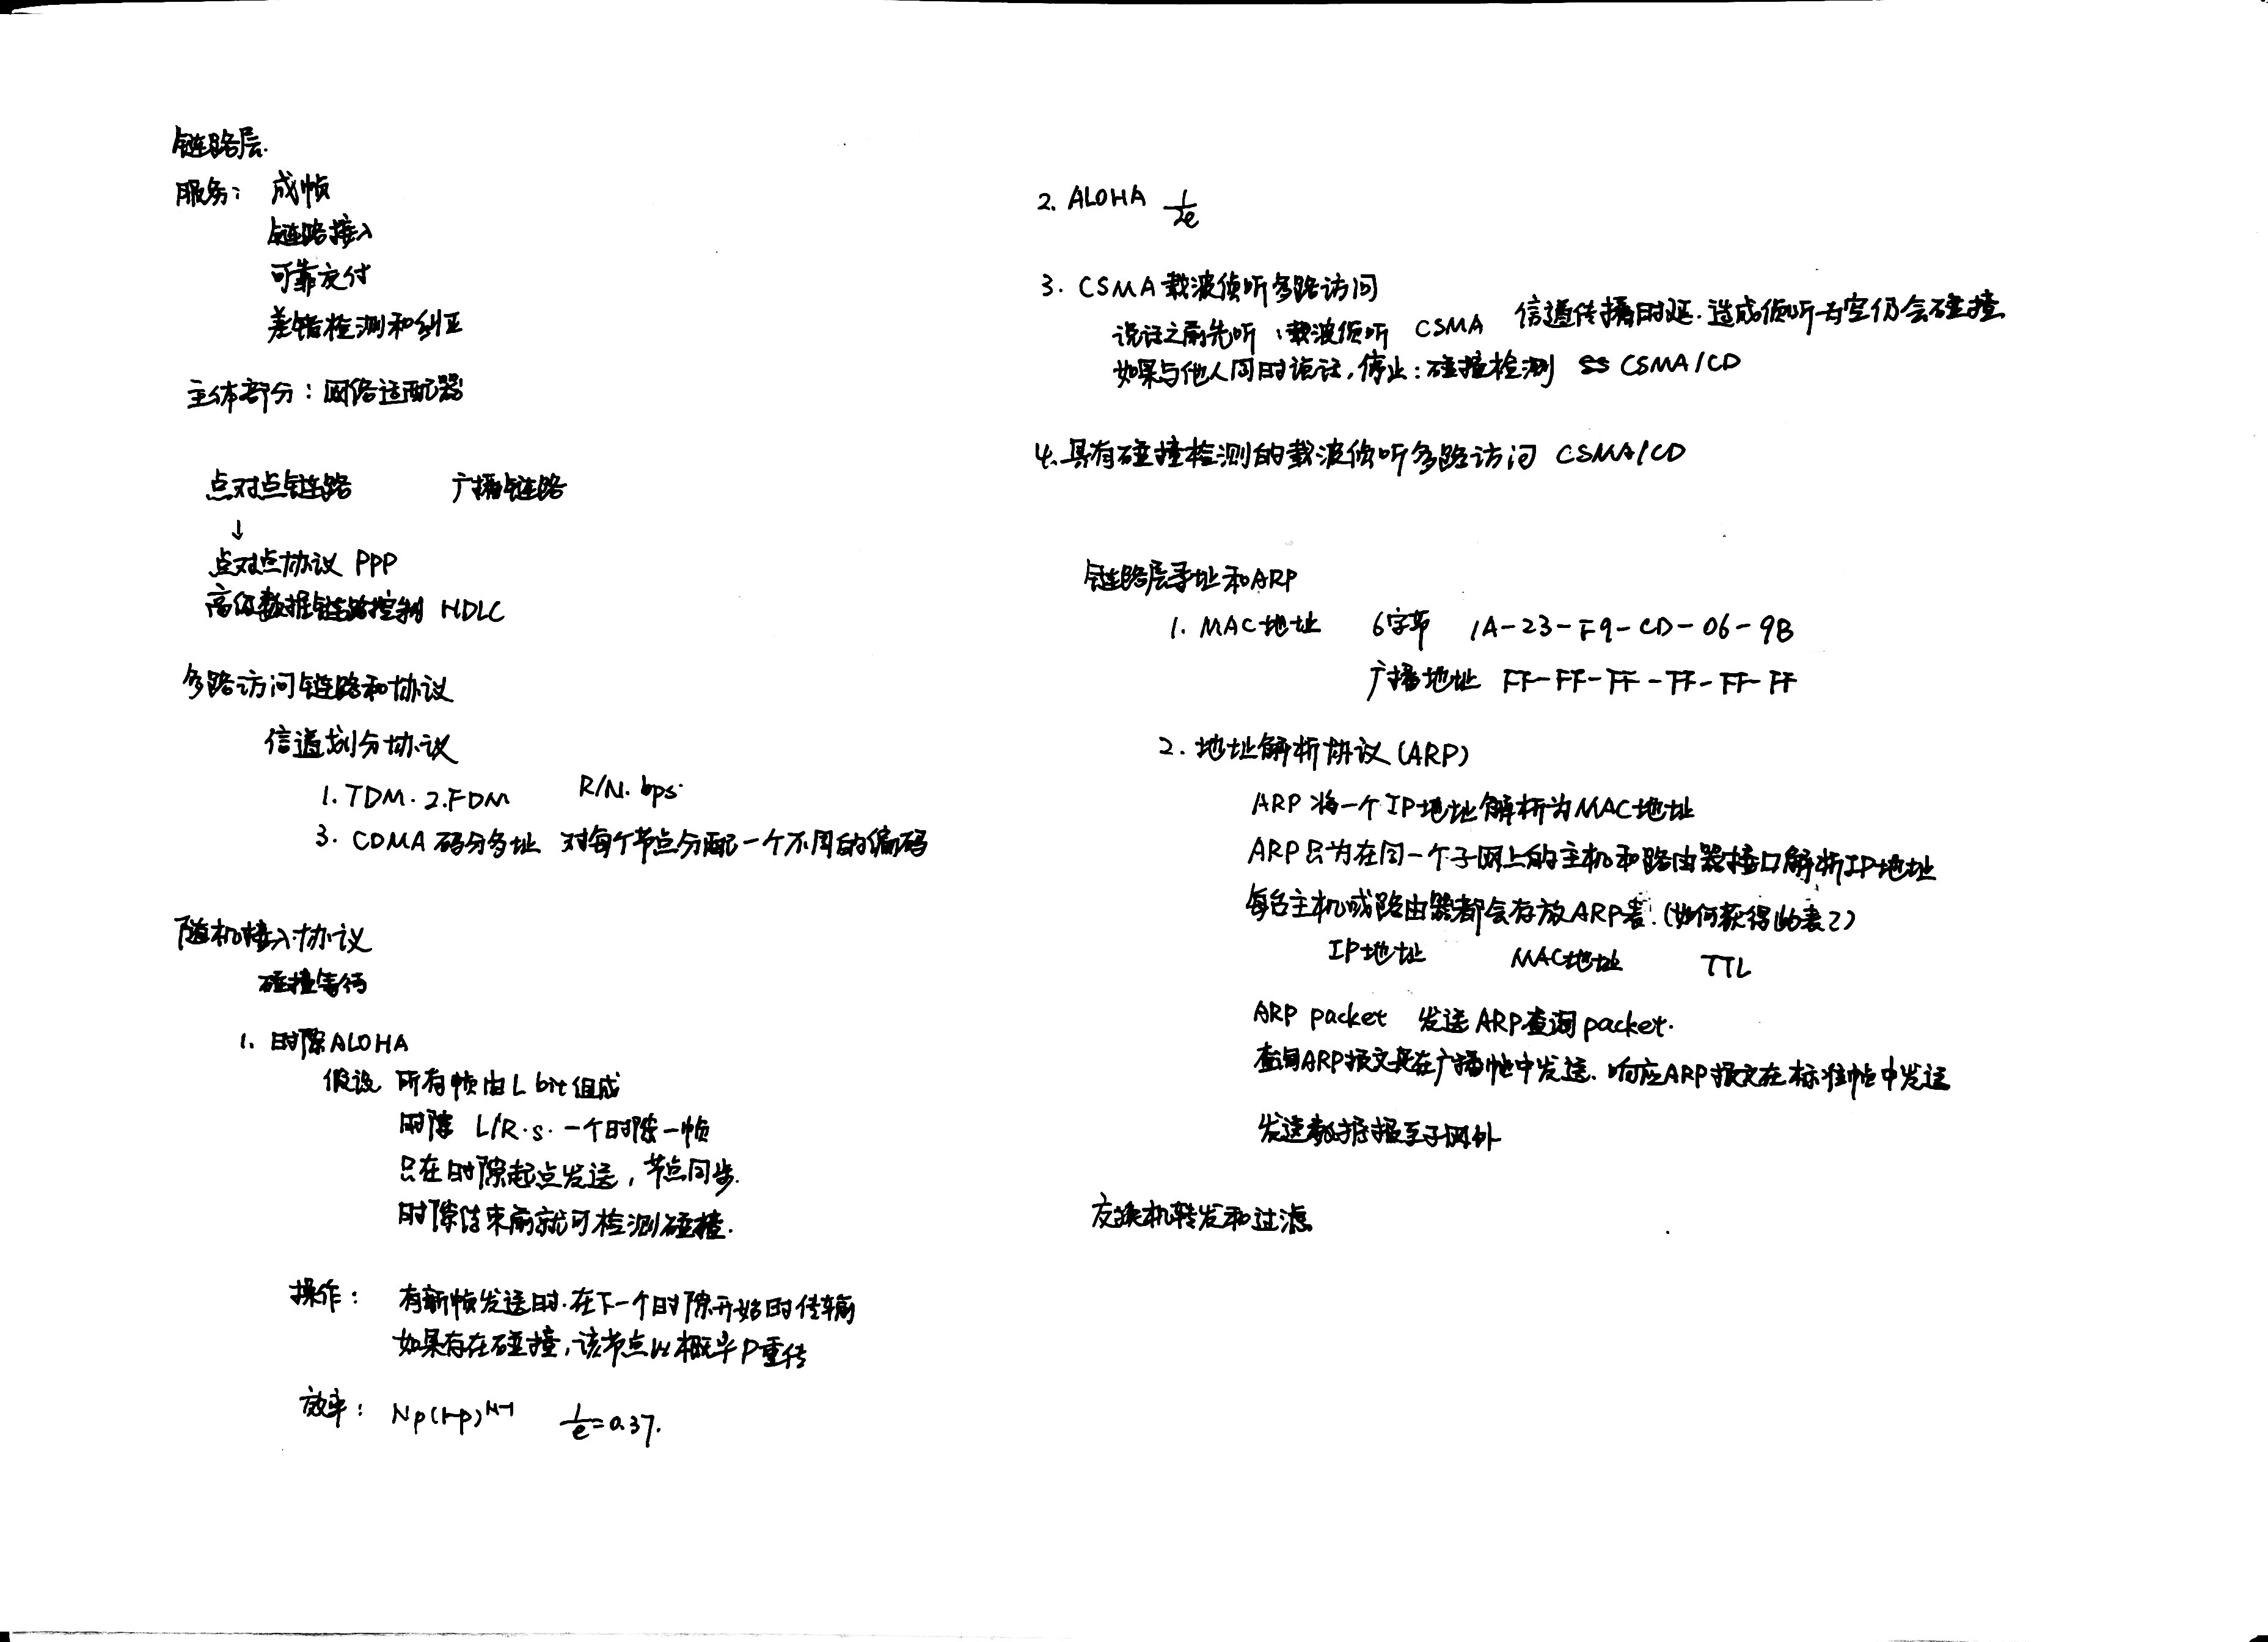 链路层.
服务: 成帧
链路接入
可靠交付
差错检测和纠正
主体部分: 网络适配器
点对点链路 广播链路
↓
点对点协议 PPP
高级数据链路控制 HDLC
多路访问链路和协议
信道划分协议
1. TDM. 2. FDM R/N. bps.
3. CDMA 码分多址 对每个节点分配一个不同的编码
随机接入协议
碰撞等待
1. 时隙ALOHA
假设 所有帧由L bit组成
时隙 L/R.s. 一个时隙一帧
只在时隙起点发送, 节点同步.
时隙结束前就可检测碰撞.
操作: 有新帧发送时.在下一个时隙开始时传输
如果存在碰撞,该节点以概率P重传
效率: Np(1-p)^{N-1} 1/e=0.37.
2. ALOHA 1/2e
3. CSMA 载波侦听多路访问
说话之前先听: 载波侦听 CSMA 信道传播时延.造成侦听为空仍会碰撞.
如果与他人同时说话,停止:碰撞检测 CSMA/CD
4. 具有碰撞检测的载波侦听多路访问 CSMA/CD
链路层寻址和ARP
1. MAC地址 6字节 1A-23-F9-CD-06-9B
广播地址 FF-FF-FF-FF-FF-FF
2. 地址解析协议(ARP)
ARP 将一个IP地址解析为MAC地址
ARP只为在同一个子网上的主机和路由器接口解析IP地址
每台主机或路由器都会存放ARP表.(如何获得此表?)
IP地址 MAC地址 TTL
ARP packet 发送ARP查询packet.
查询ARP报文是在广播帧中发送.响应ARP报文在标准帧中发送
发送数据报至子网外
交换机转发和过滤